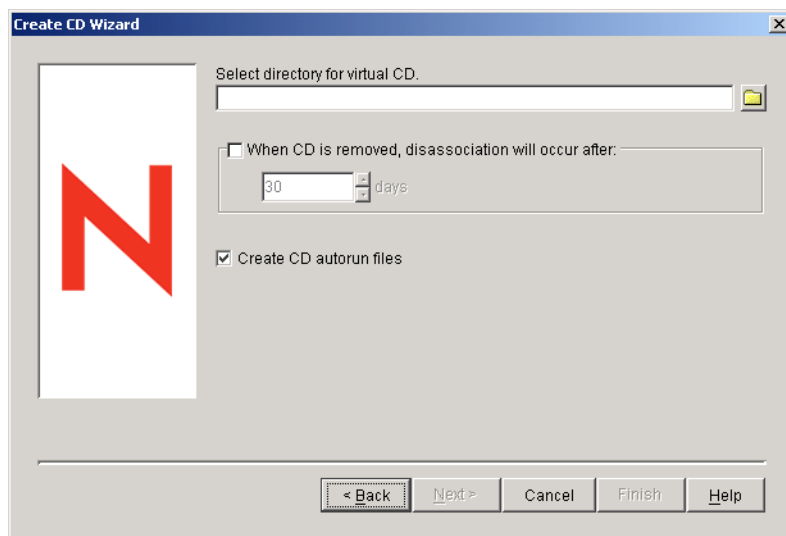 Create CD Wizard
Select directory for virtual CD.
When CD is removed, disassociation will occur after:
30 days
Create CD autorun files
N
< Back Next > Cancel Finish Help